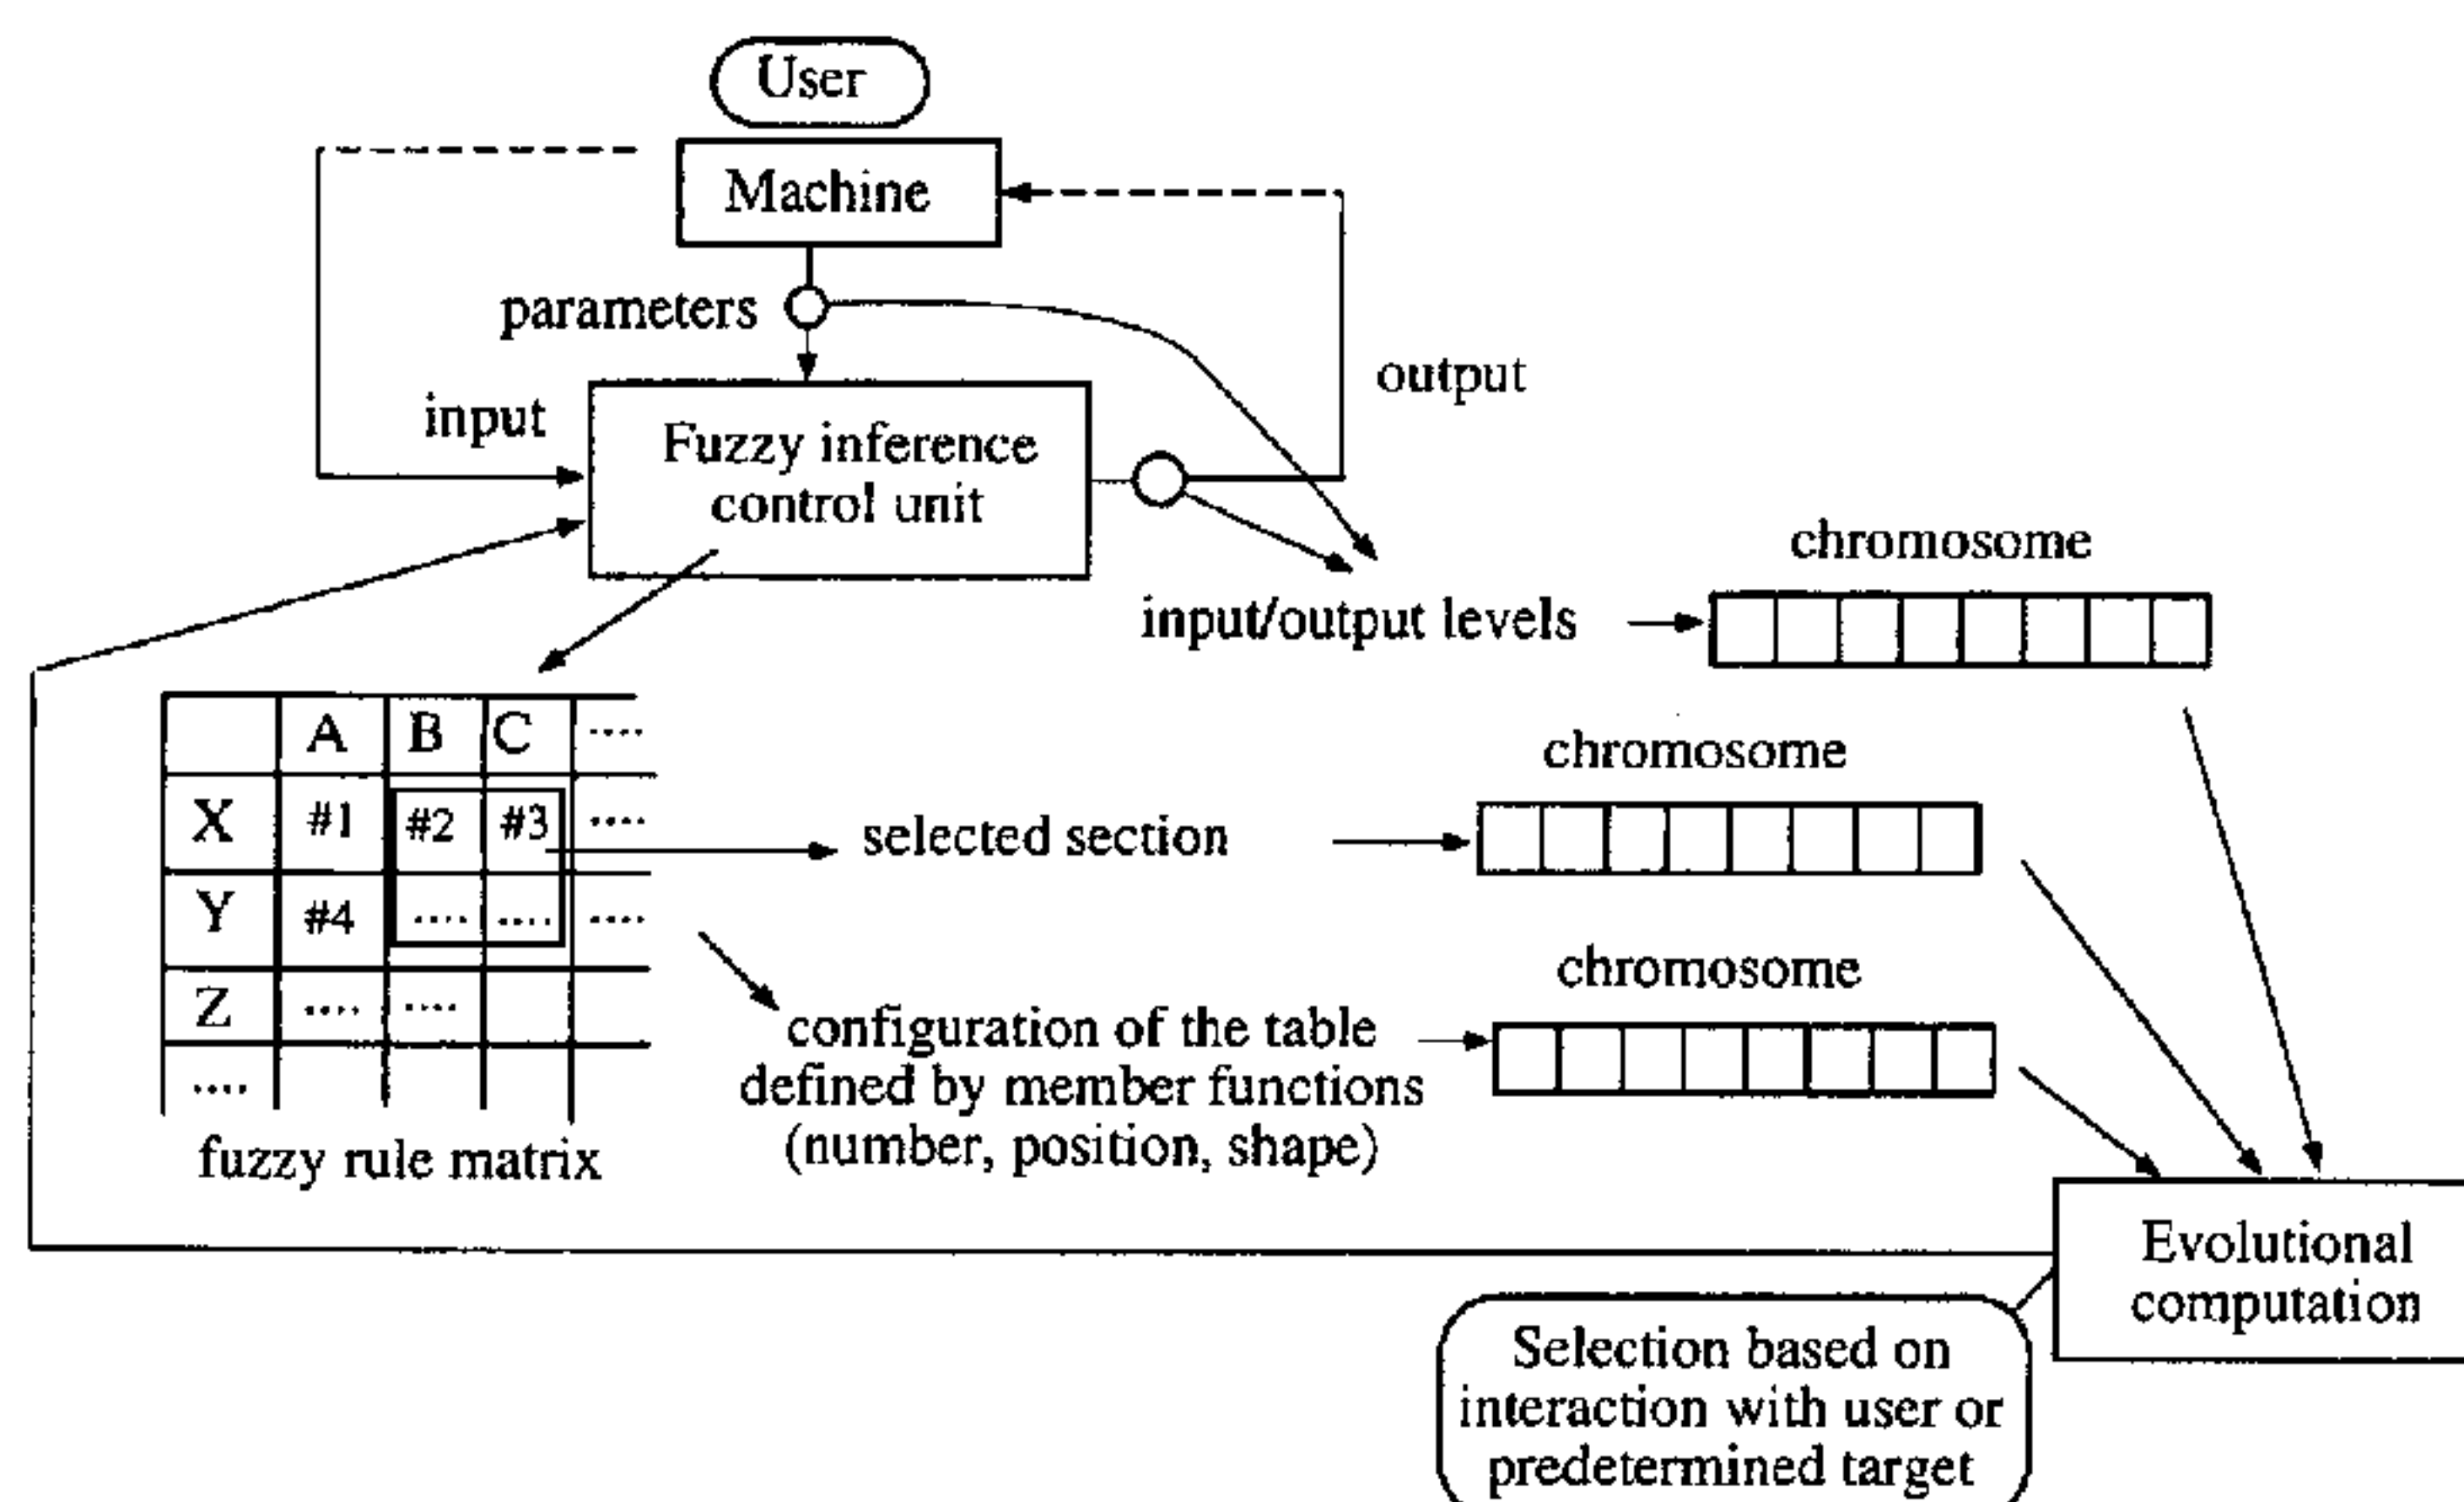 User
Machine
parameters
input
output
Fuzzy inference
control unit
chromosome
input/output levels
A B C ....
X #1 #2 #3 ....
Y #4 .... .... ....
Z .... ....
....
fuzzy rule matrix
chromosome
selected section
chromosome
configuration of the table
defined by member functions
(number, position, shape)
Evolutional
computation
Selection based on
interaction with user or
predetermined target